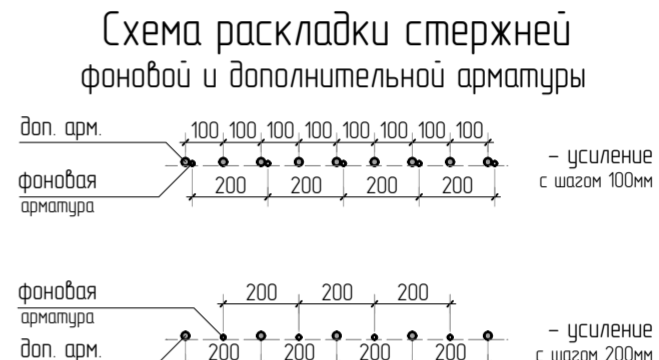 Схема раскладки стержней
фоновой и дополнительной арматуры
доп. арм.
100 100 100 100 100 100 100 100
– усиление
с шагом 100мм
фоновая
арматура
200 200 200 200
фоновая
арматура
200 200 200
– усиление
с шагом 200мм
доп. арм.
200 200 200 200